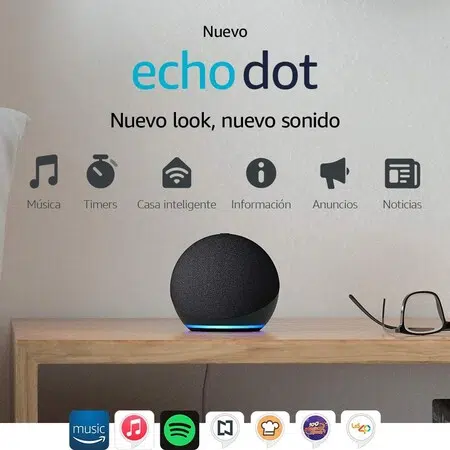 Nuevo
echo dot
Nuevo look, nuevo sonido
Música Timers Casa inteligente Información Anuncios Noticias
music